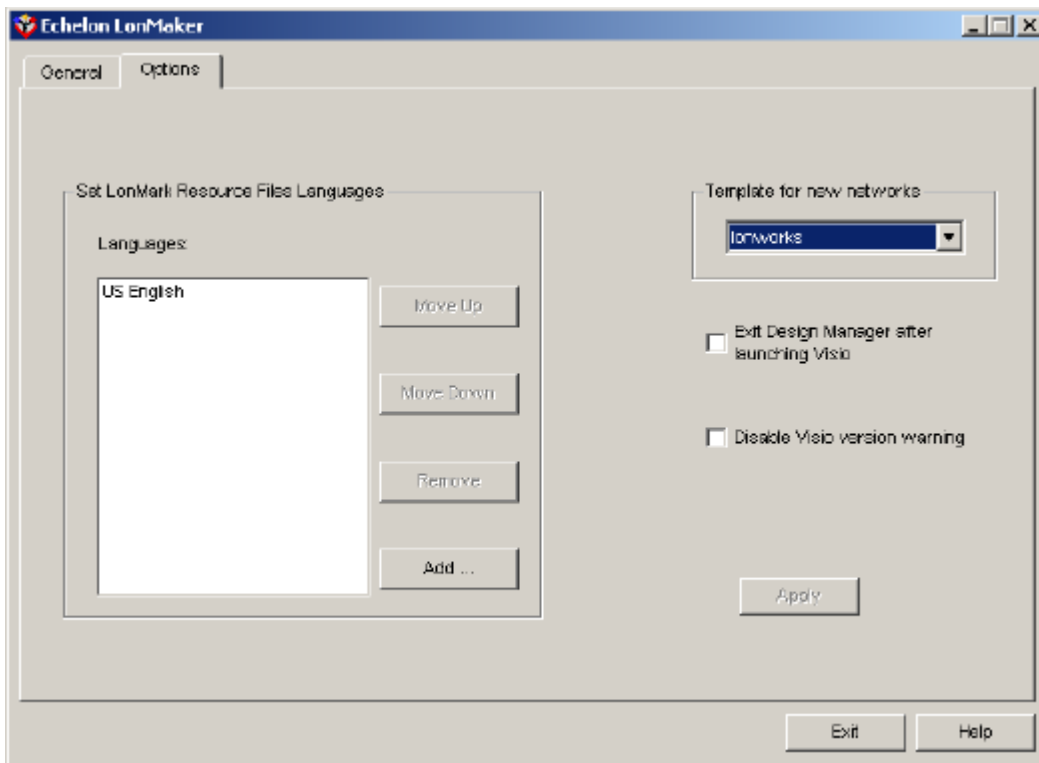 Echelon LonMaker
General
Options
Set LonMark Resource Files Languages
Languages:
US English
Move Up
Move Down
Remove
Add ...
Template for new networks
lonworks
Exit Design Manager after
launching Visio
Disable Visio version warning
Apply
Exit
Help